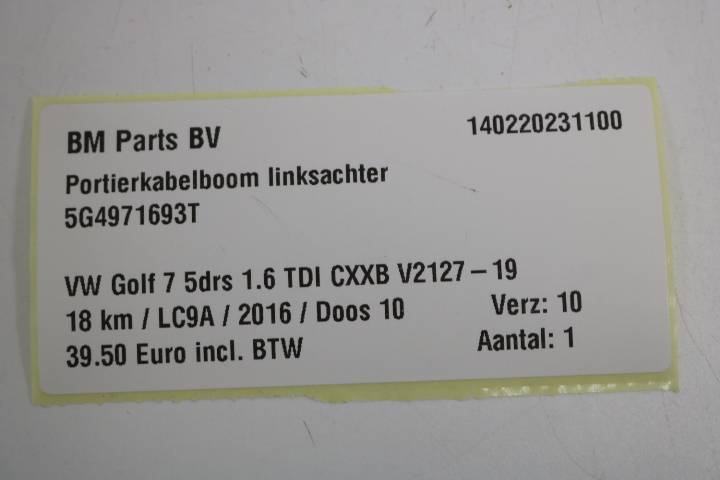 BM Parts BV 140220231100
Portierkabelboom linksachter
5G4971693T
VW Golf 7 5drs 1.6 TDI CXXB V2127 – 19
18 km / LC9A / 2016 / Doos 10 Verz: 10
39.50 Euro incl. BTW Aantal: 1